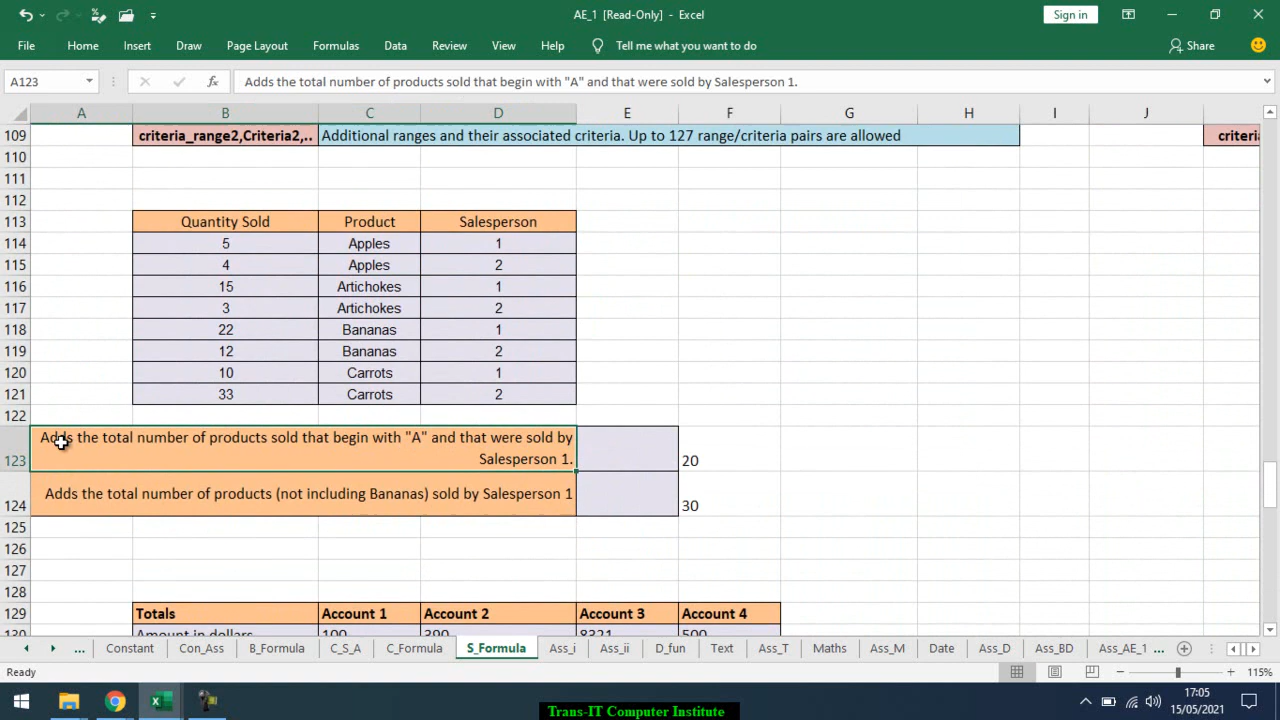 AE_1 [Read-Only] - Excel
Sign in
File Home Insert Draw Page Layout Formulas Data Review View Help Tell me what you want to do Share
A123 fx Adds the total number of products sold that begin with "A" and that were sold by Salesperson 1.
A B C D E F G H I J
109 criteria_range2,Criteria2,.. Additional ranges and their associated criteria. Up to 127 range/criteria pairs are allowed criteria
110
111
112
113 Quantity Sold Product Salesperson
114 5 Apples 1
115 4 Apples 2
116 15 Artichokes 1
117 3 Artichokes 2
118 22 Bananas 1
119 12 Bananas 2
120 10 Carrots 1
121 33 Carrots 2
122
Adds the total number of products sold that begin with "A" and that were sold by
123 Salesperson 1. 20
124 Adds the total number of products (not including Bananas) sold by Salesperson 1 30
125
126
127
128
129 Totals Account 1 Account 2 Account 3 Account 4
130 Amount in dollars 100 390 8321 500
... Constant Con_Ass B_Formula C_S_A C_Formula S_Formula Ass_i Ass_ii D_fun Text Ass_T Maths Ass_M Date Ass_D Ass_BD Ass_AE_1 ...
Ready 115%
17:05
15/05/2021
Trans-IT Computer Institute